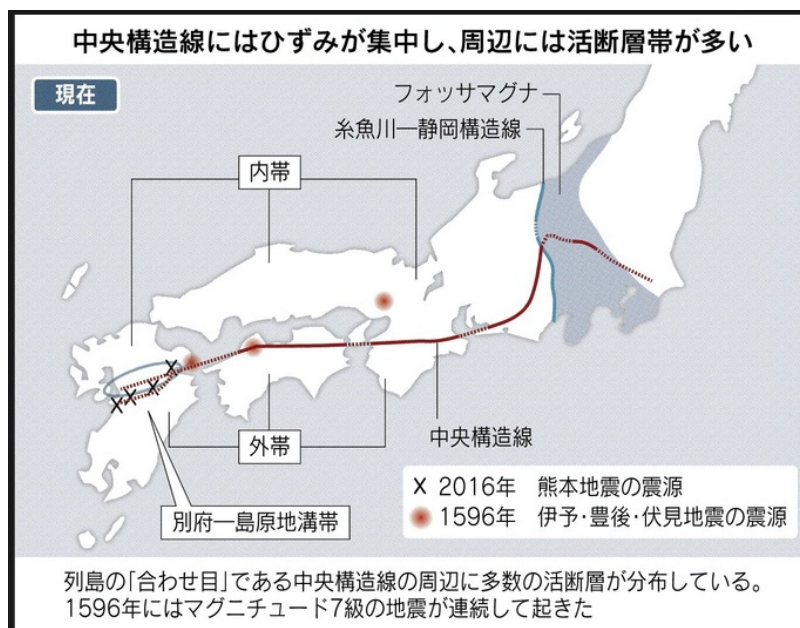 中央構造線にはひずみが集中し、周辺には活断層帯が多い
現在
フォッサマグナ
糸魚川―静岡構造線
内帯
外帯
中央構造線
別府―島原地溝帯
X 2016年 熊本地震の震源
1596年 伊予・豊後・伏見地震の震源
列島の「合わせ目」である中央構造線の周辺に多数の活断層が分布している。
1596年にはマグニチュード7級の地震が連続して起きた